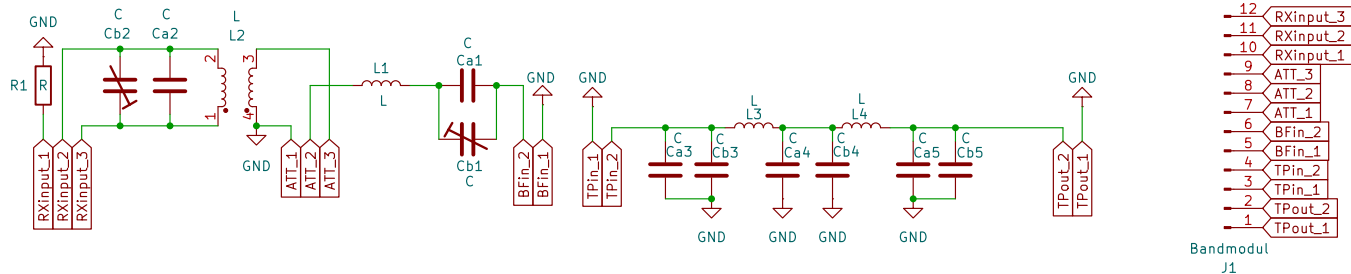 GND
R1
R
RXinput_1
RXinput_2
RXinput_3
C
Cb2
C
Ca2
L
L2
2
1
3
4
GND
ATT_1
ATT_2
ATT_3
L1
L
C
Ca1
Cb1
C
GND
BFin_2
BFin_1
GND
TPin_1
TPin_2
C
Ca3
C
Cb3
GND
L
L3
C
Ca4
GND
C
Cb4
GND
L
L4
C
Ca5
C
Cb5
GND
GND
TPout_2
TPout_1
12 RXinput_3
11 RXinput_2
10 RXinput_1
9 ATT_3
8 ATT_2
7 ATT_1
6 BFin_2
5 BFin_1
4 TPin_2
3 TPin_1
2 TPout_2
1 TPout_1
Bandmodul
J1